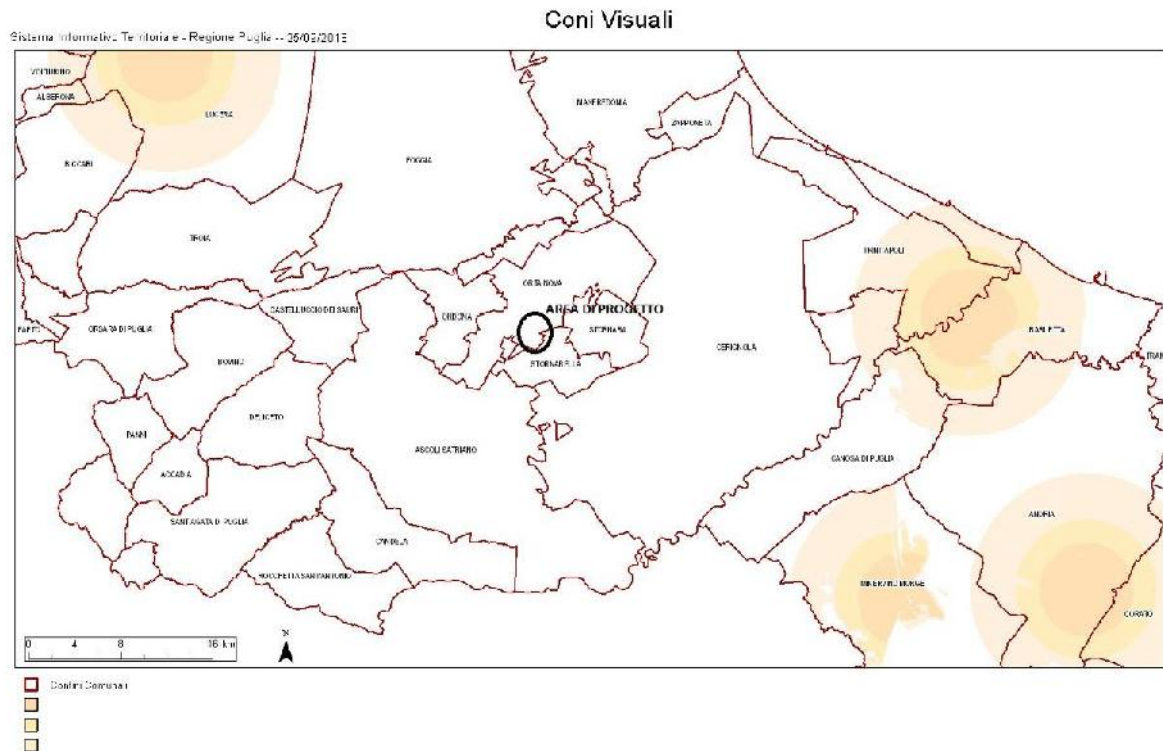 Coni Visuali
Sistema Informativo Territoriale - Regione Puglia --
VOLTURINO
ALBERONA
LUCERA
BICCARI
MANFREDONIA
ZAPPONETA
FOGGIA
TROIA
TRINITAPOLI
ORTA NOVA
CASTELLUCCIO DEI SAURI
ORDONA
AREA DI PROGETTO
FAETO
ORSARA DI PUGLIA
STORNARA
BARLETTA
CERIGNOLA
TRANI
BOVINO
STORNARELLA
DELICETO
PANNI
ASCOLI SATRIANO
CANOSA DI PUGLIA
ACCADIA
ANDRIA
SANT'AGATA DI PUGLIA
CANDELA
ROCCHETTA SANT'ANTONIO
MINERVINO MURGE
CORATO
N
0 4 8 16 km
Confini Comunali